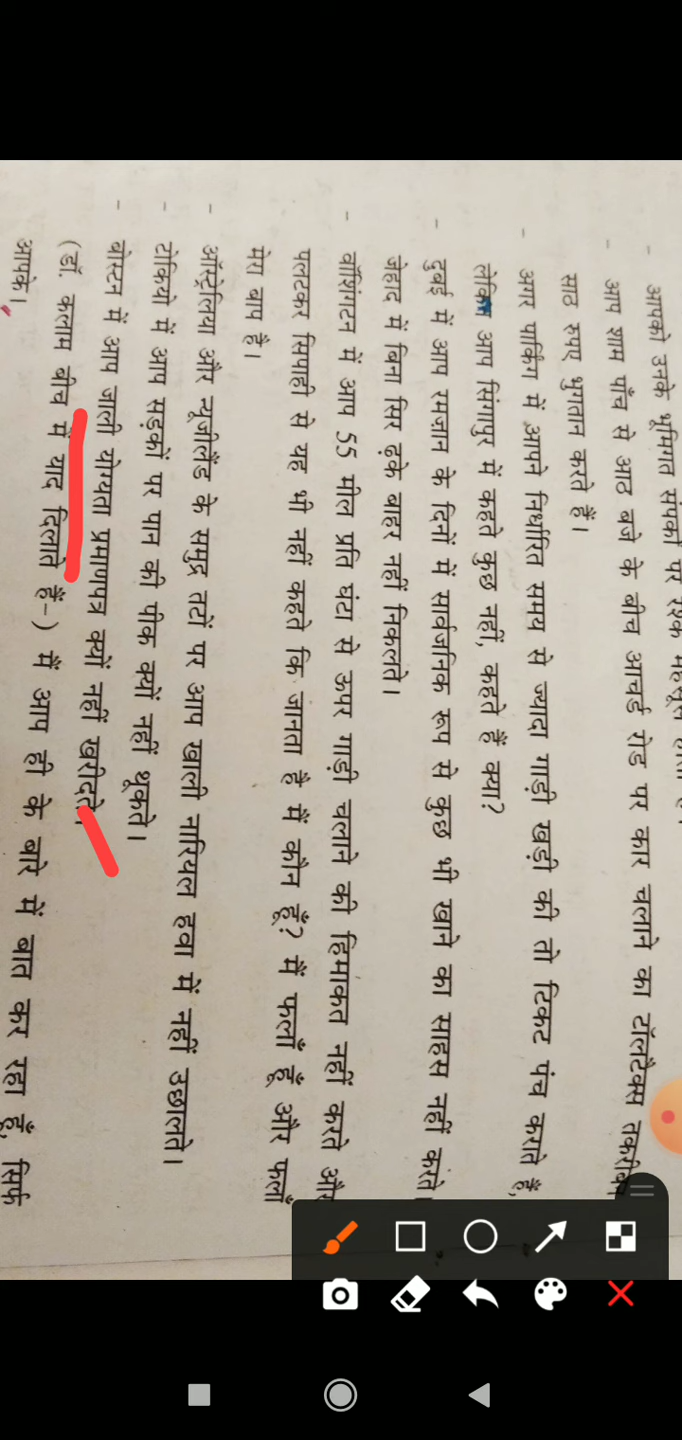 आपको उनके भूमिगत संपर्कों पर रश्क महसूस होता है।
- आप शाम पाँच से आठ बजे के बीच आचर्ड रोड पर कार चलाने का टॉलटैक्स तकरीबन
साठ रुपए भुगतान करते हैं।
- अगर पार्किंग में आपने निर्धारित समय से ज्यादा गाड़ी खड़ी की तो टिकट पंच कराते हैं,
लेकिन आप सिंगापुर में कहते कुछ नहीं, कहते हैं क्या?
- दुबई में आप रमजान के दिनों में सार्वजनिक रूप से कुछ भी खाने का साहस नहीं करते।
जेहाद में बिना सिर ढ़के बाहर नहीं निकलते।
- वॉशिंगटन में आप 55 मील प्रति घंटा से ऊपर गाड़ी चलाने की हिमाकत नहीं करते और
पलटकर सिपाही से यह भी नहीं कहते कि जानता है मैं कौन हूँ? मैं फलाँ हूँ और फलाँ
मेरा बाप है।
- ऑस्ट्रेलिया और न्यूजीलैंड के समुद्र तटों पर आप खाली नारियल हवा में नहीं उछालते।
- टोकियो में आप सड़कों पर पान की पीक क्यों नहीं थूकते।
- बोस्टन में आप जाली योग्यता प्रमाणपत्र क्यों नहीं खरीदते।
(डॉ. कलाम बीच में याद दिलाते हैं-) मैं आप ही के बारे में बात कर रहा हूँ, सिर्फ
आपके।